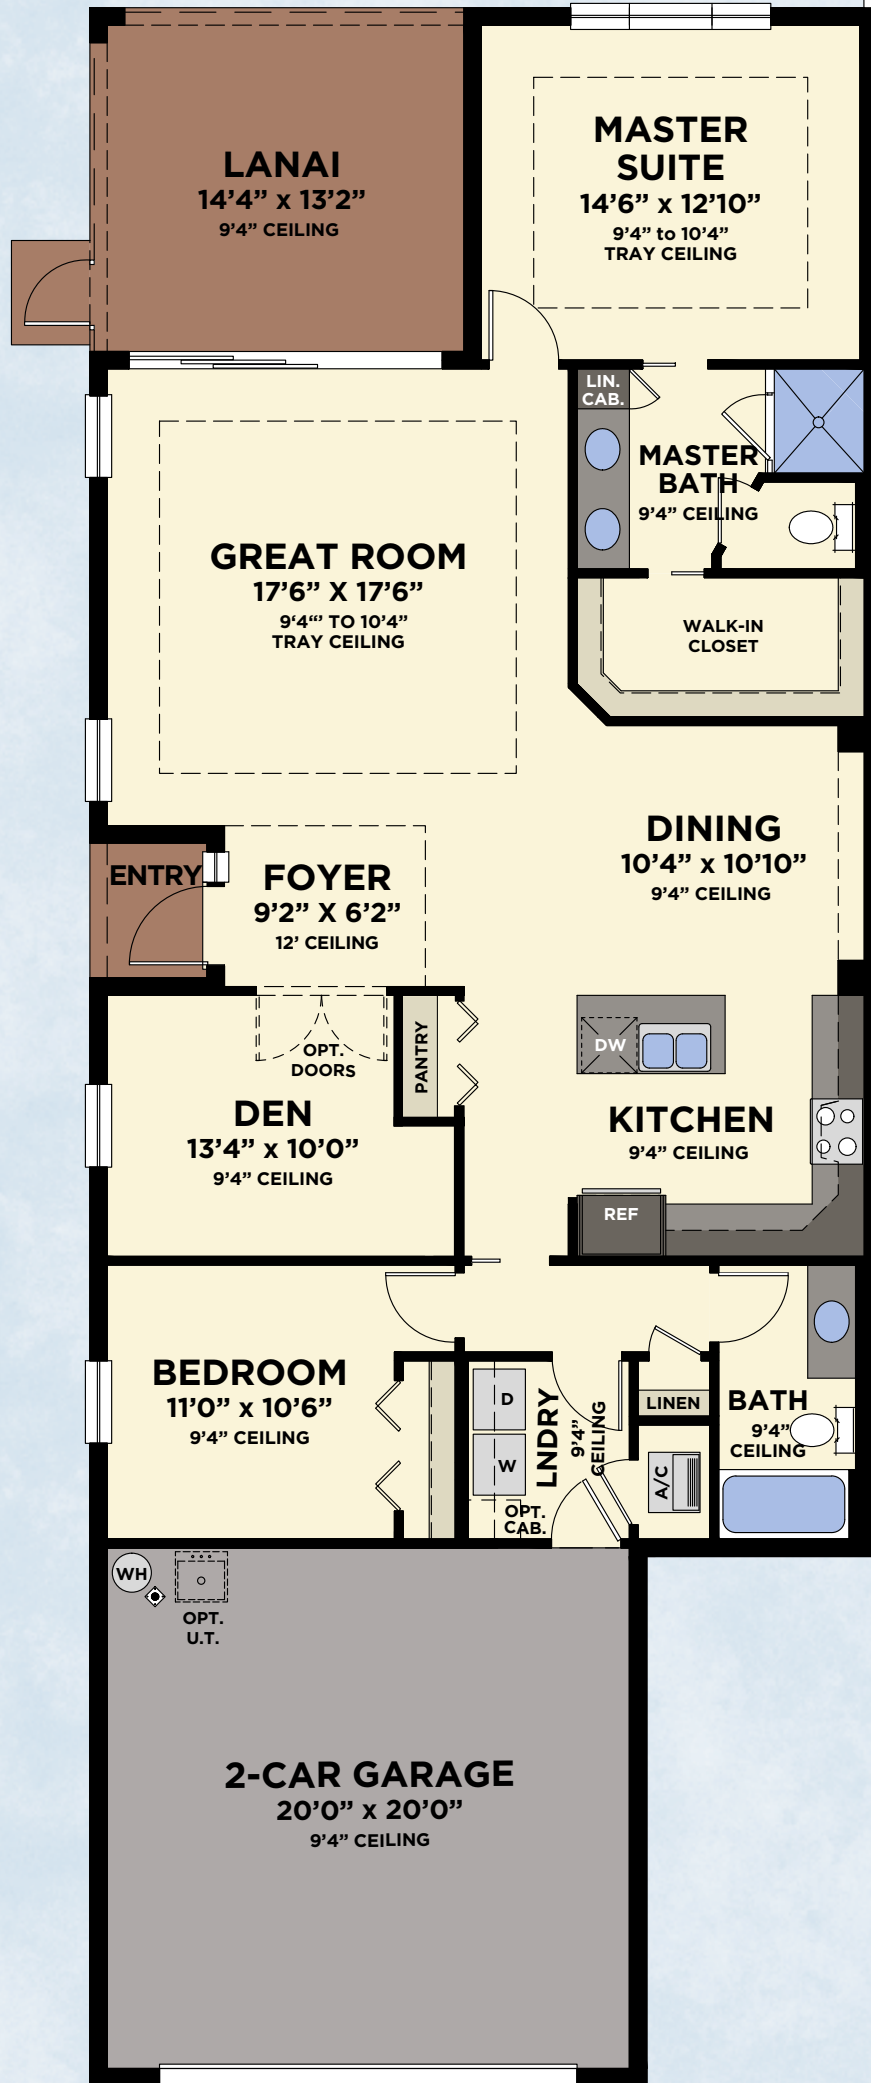 LANAI
14’4” x 13’2”
9’4” CEILING
MASTER
SUITE
14’6” x 12’10”
9’4” to 10’4”
TRAY CEILING
LIN.
CAB.
MASTER
BATH
9’4” CEILING
GREAT ROOM
17’6” X 17’6”
9’4“’ TO 10’4”
TRAY CEILING
WALK-IN
CLOSET
DINING
10’4” x 10’10”
9’4” CEILING
ENTRY
FOYER
9’2” X 6’2”
12’ CEILING
OPT.
DOORS
PANTRY
DW
DEN
13’4” x 10’0”
9’4” CEILING
KITCHEN
9’4” CEILING
REF
BEDROOM
11’0” x 10’6”
9’4” CEILING
D
W
LNDRY
9’4”
CEILING
OPT.
CAB.
LINEN
A/C
BATH
9’4”
CEILING
WH
OPT.
U.T.
2-CAR GARAGE
20’0” x 20’0”
9’4” CEILING